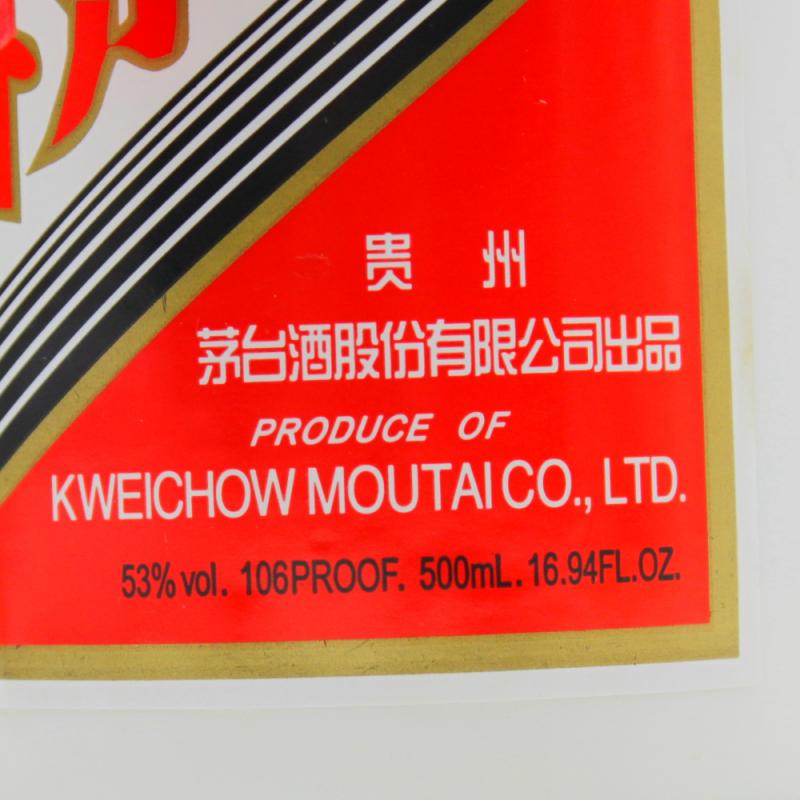 贵 州
茅台酒股份有限公司出品
PRODUCE OF
KWEICHOW MOUTAI CO., LTD.
53% vol. 106PROOF. 500mL. 16.94FL.OZ.